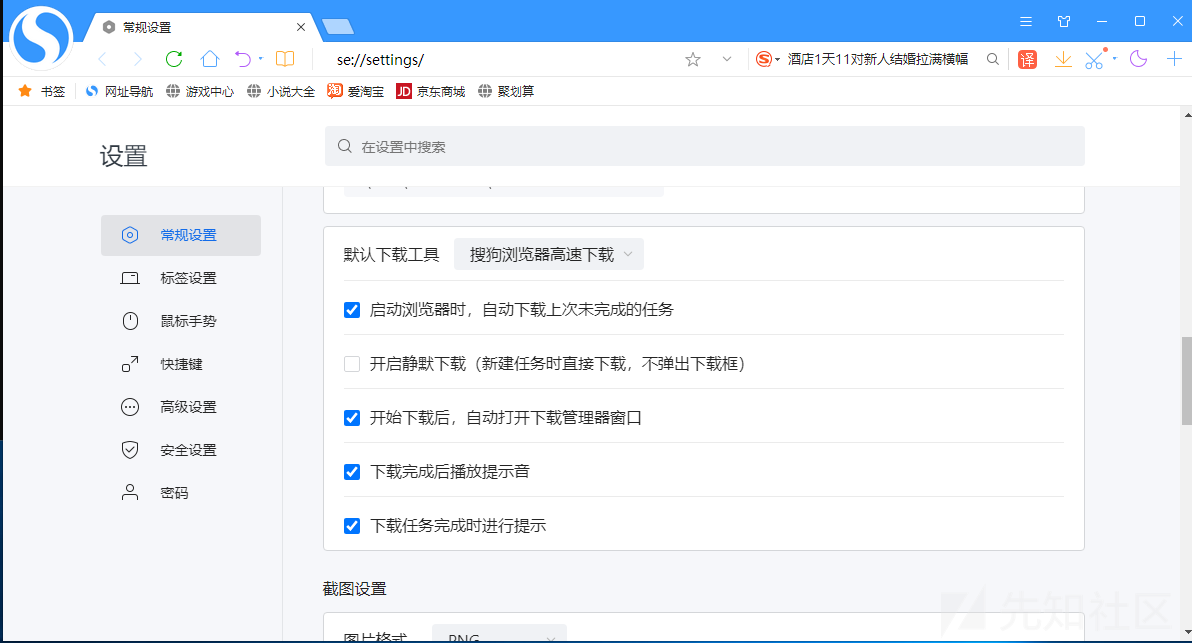 常规设置
se://settings/
酒店1天11对新人结婚拉满横幅
译
书签
网址导航
游戏中心
小说大全
淘 爱淘宝
JD 京东商城
聚划算
设置
在设置中搜索
常规设置
标签设置
鼠标手势
快捷键
高级设置
安全设置
密码
默认下载工具 搜狗浏览器高速下载
启动浏览器时，自动下载上次未完成的任务
开启静默下载（新建任务时直接下载，不弹出下载框）
开始下载后，自动打开下载管理器窗口
下载完成后播放提示音
下载任务完成时进行提示
截图设置
图片格式 PNG
先知社区